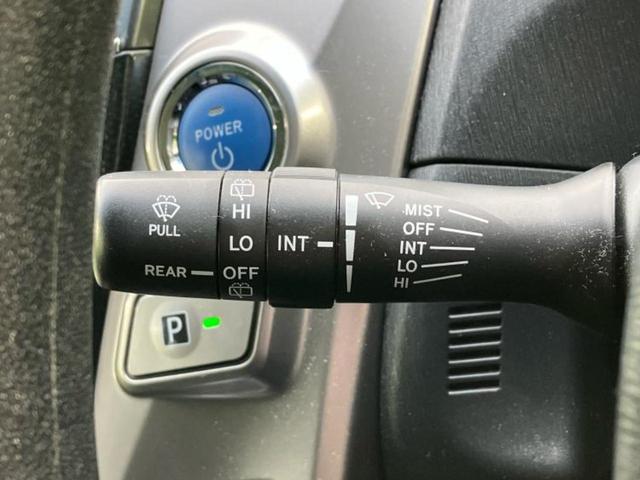 POWER
PULL
REAR
HI
LO
OFF
INT
MIST
OFF
INT
LO
HI
P